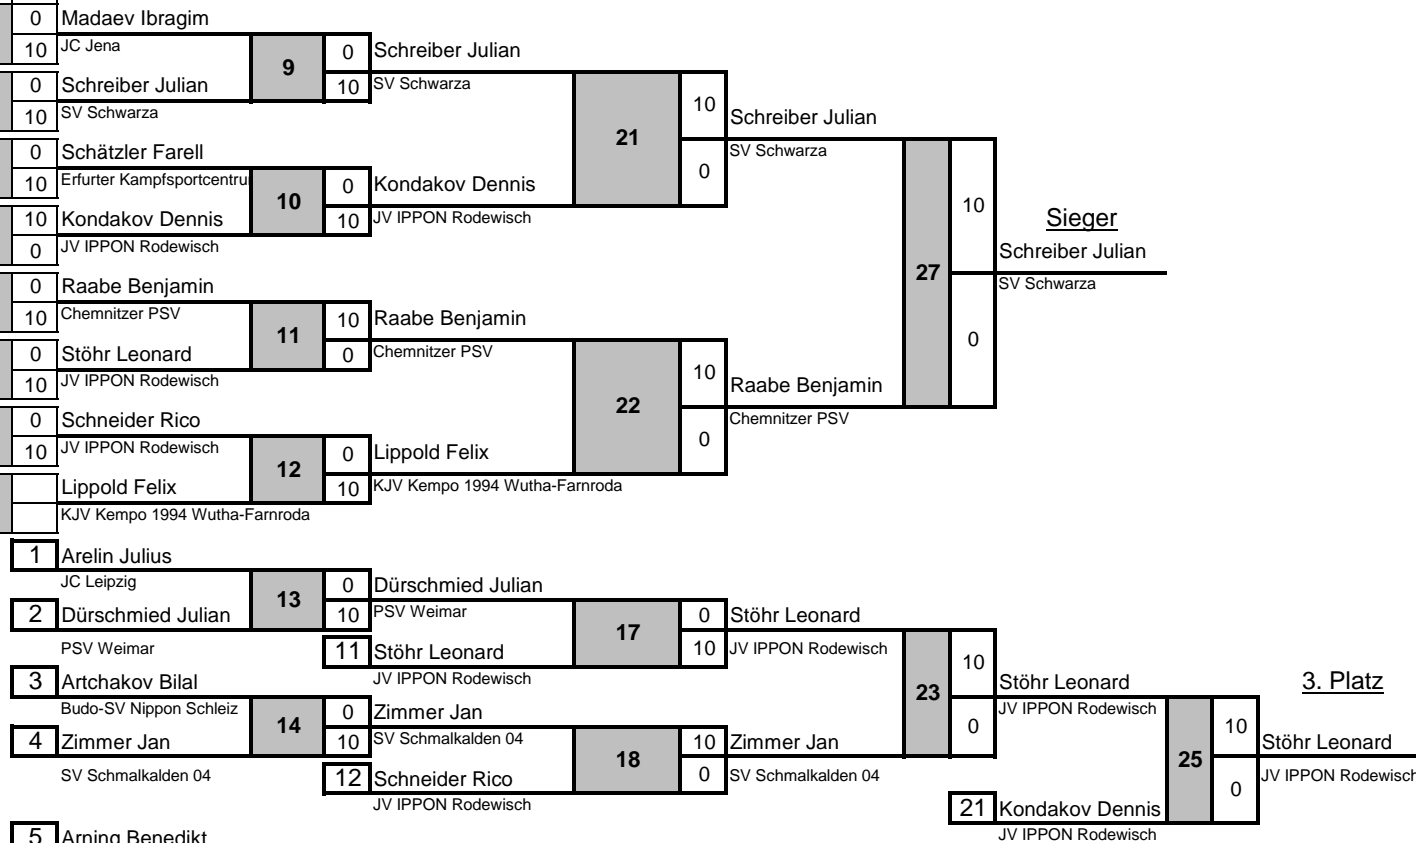 0 Madaev Ibragim
10 JC Jena 9 0 Schreiber Julian
0 Schreiber Julian 10 SV Schwarza
10 SV Schwarza 21 10 Schreiber Julian
0 Schätzler Farell SV Schwarza
10 Erfurter Kampfsportcentru 10 0 Kondakov Dennis 0
10 Kondakov Dennis 10 JV IPPON Rodewisch 10 Sieger
0 JV IPPON Rodewisch Schreiber Julian
27 SV Schwarza
0 Raabe Benjamin
10 Chemnitzer PSV 11 10 Raabe Benjamin
0 Stöhr Leonard 0 Chemnitzer PSV 0
10 JV IPPON Rodewisch 22 10 Raabe Benjamin
0 Schneider Rico Chemnitzer PSV
10 JV IPPON Rodewisch 12 0 Lippold Felix 0
Lippold Felix 10 KJV Kempo 1994 Wutha-Farnroda
KJV Kempo 1994 Wutha-Farnroda
1 Arelin Julius
JC Leipzig 13 0 Dürschmied Julian
2 Dürschmied Julian 10 PSV Weimar 17 0 Stöhr Leonard
PSV Weimar 11 Stöhr Leonard 10 JV IPPON Rodewisch
JV IPPON Rodewisch 23 10 Stöhr Leonard 3. Platz
3 Artchakov Bilal JV IPPON Rodewisch
Budo-SV Nippon Schleiz 14 0 Zimmer Jan 0
4 Zimmer Jan 10 SV Schmalkalden 04 18 10 Zimmer Jan 25 10 Stöhr Leonard
SV Schmalkalden 04 12 Schneider Rico 0 SV Schmalkalden 04 0 JV IPPON Rodewisch
JV IPPON Rodewisch 21 Kondakov Dennis
5 Arning Benedikt JV IPPON Rodewisch